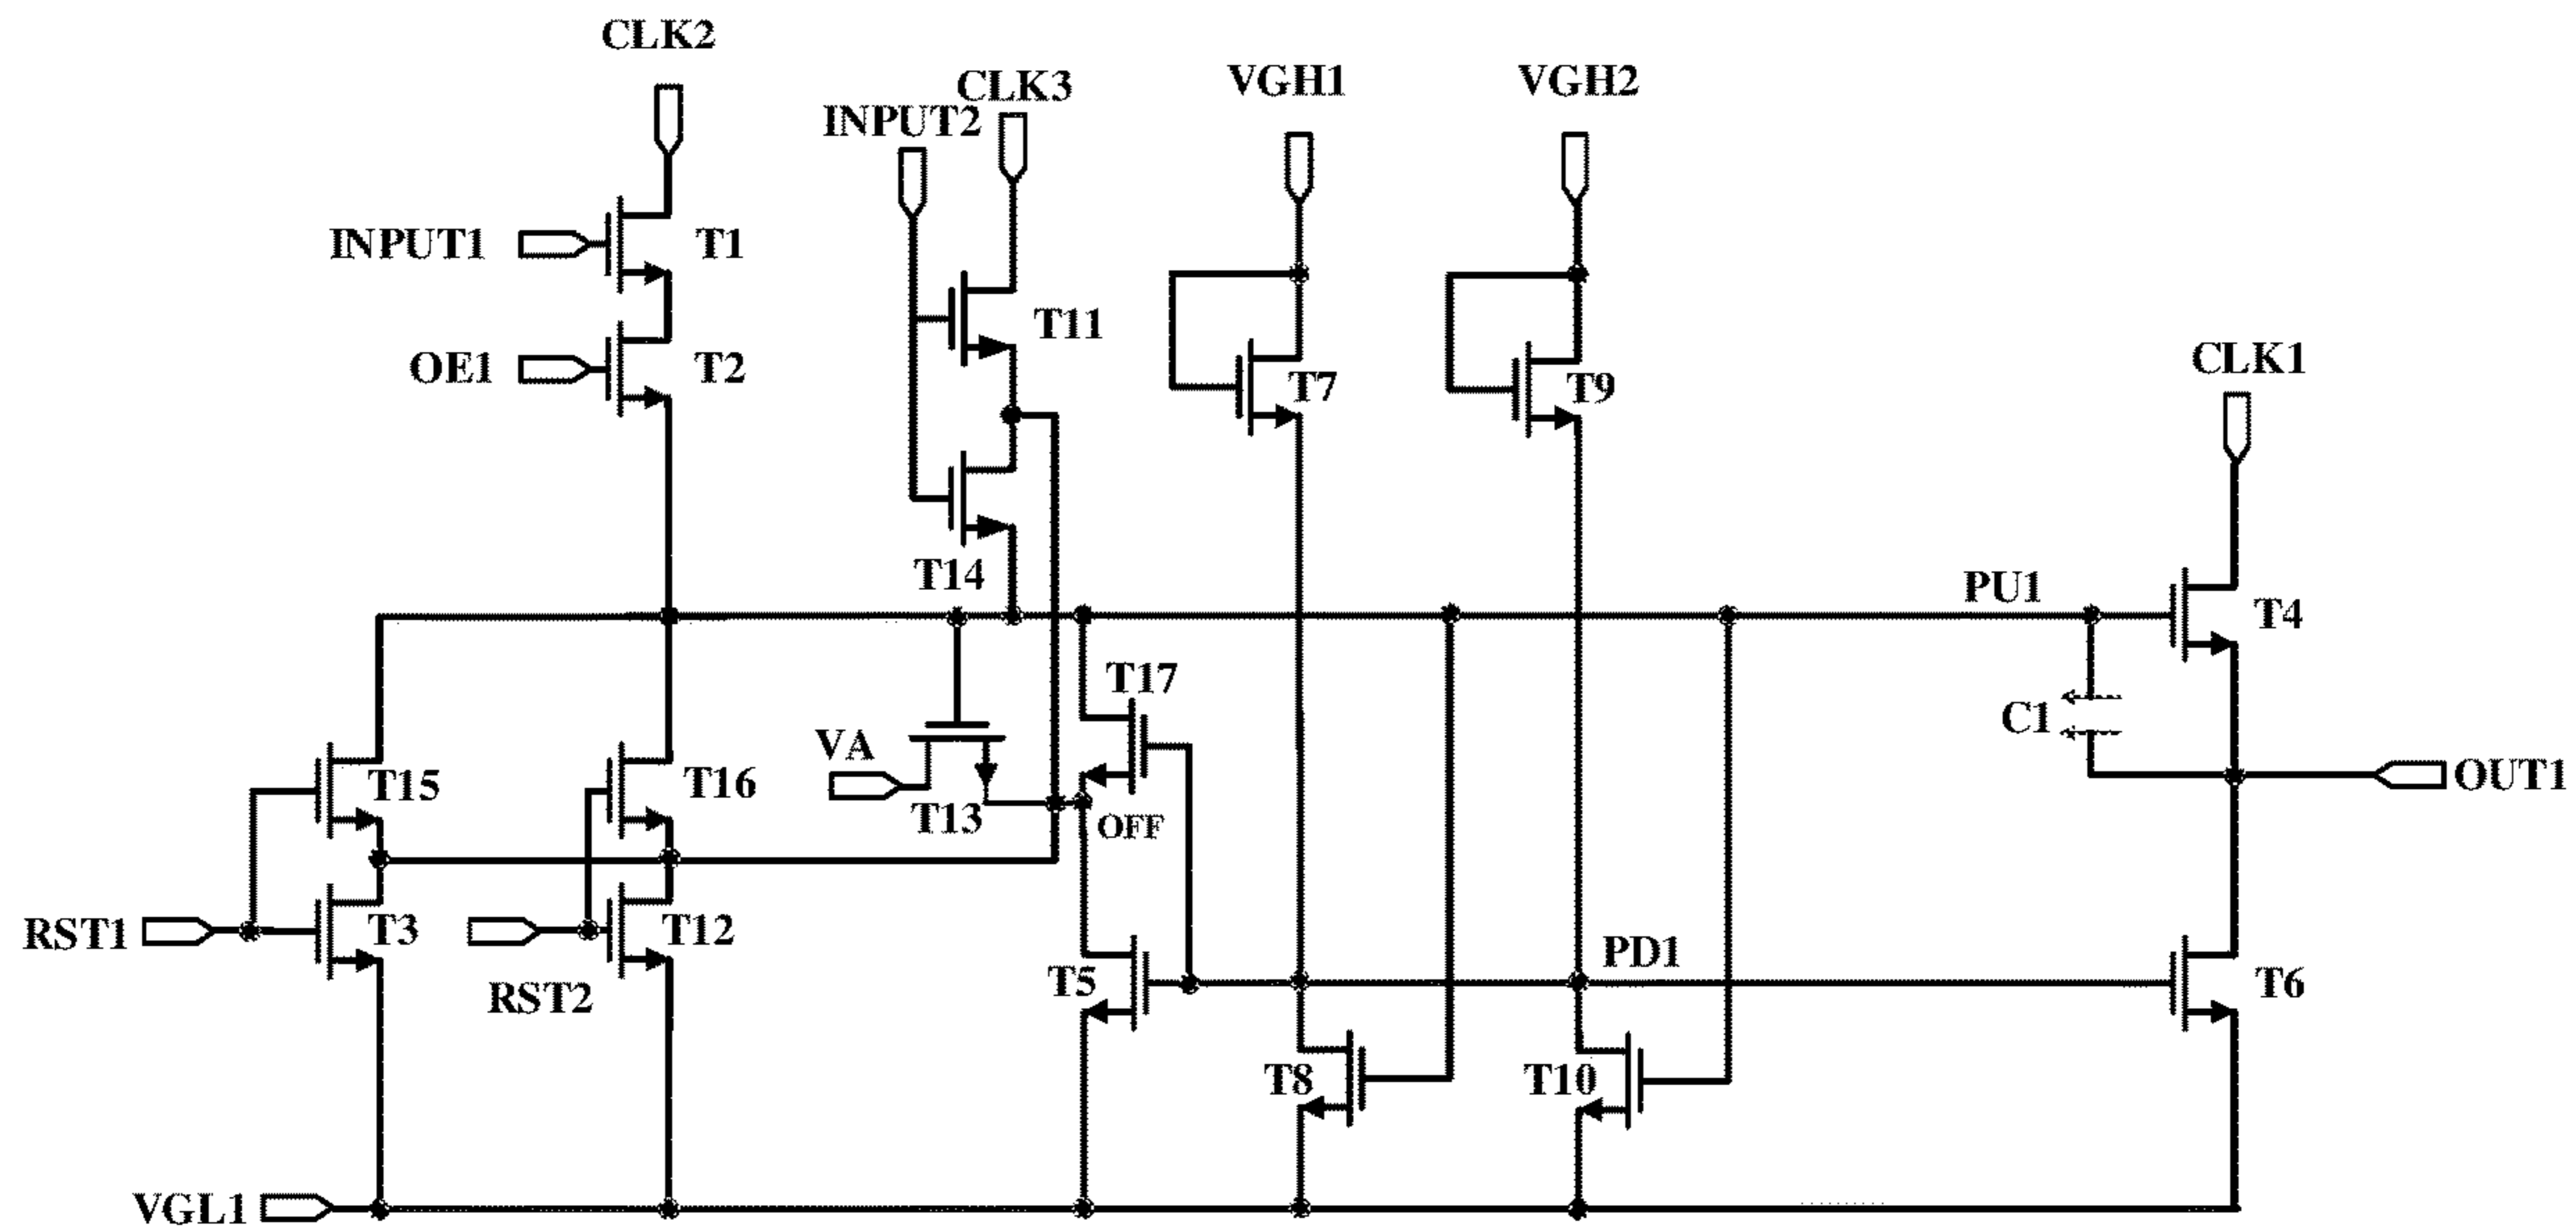 CLK2
CLK3
VGH1
VGH2
INPUT2
INPUT1
T1
T11
OE1
T2
T7
T9
CLK1
T14
PU1
T4
T17
C1
VA
T15
T16
T13
OFF
OUT1
RST1
T3
T12
PD1
RST2
T5
T6
T8
T10
VGL1